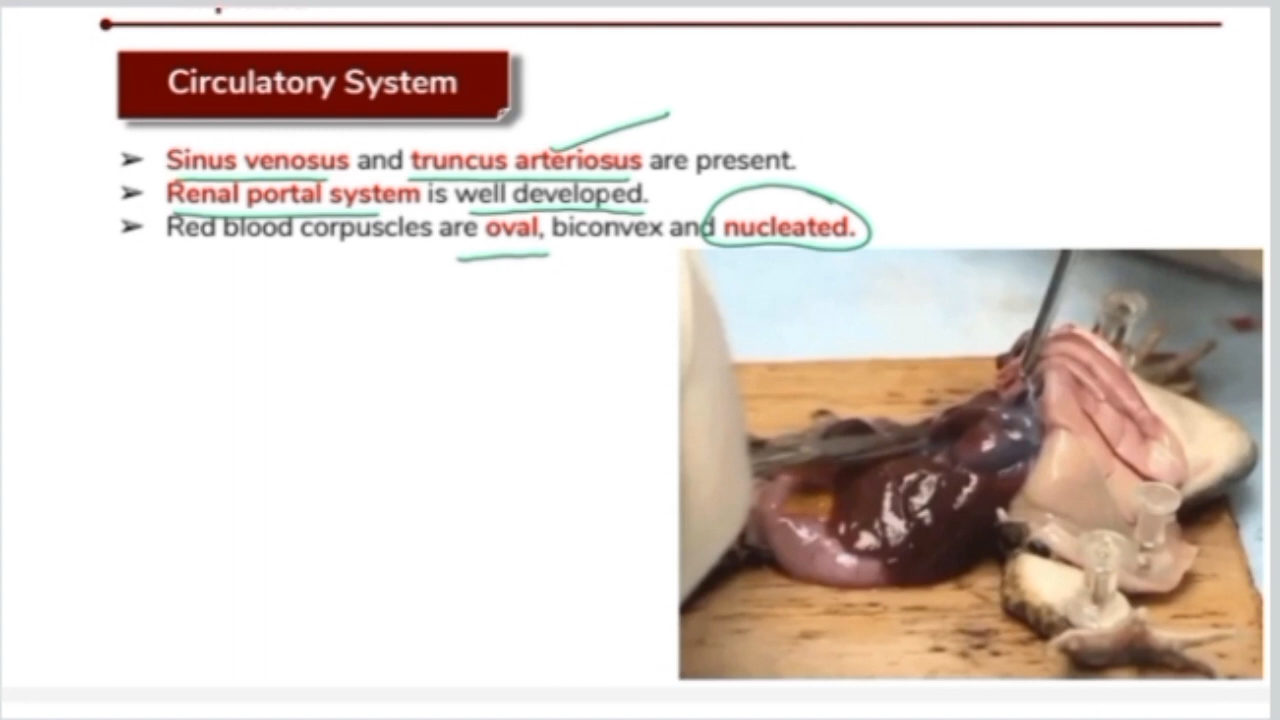 Circulatory System
➤ Sinus venosus and truncus arteriosus are present.
➤ Renal portal system is well developed.
➤ Red blood corpuscles are oval, biconvex and nucleated.